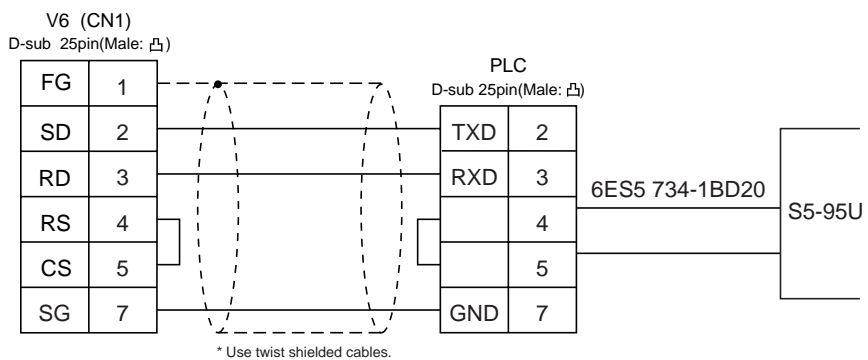 V6 (CN1)
D-sub 25pin(Male: 凸)
FG 1
SD 2
RD 3
RS 4
CS 5
SG 7
PLC
D-sub 25pin(Male: 凸)
TXD 2
RXD 3
4
5
GND 7
6ES5 734-1BD20
S5-95U
* Use twist shielded cables.